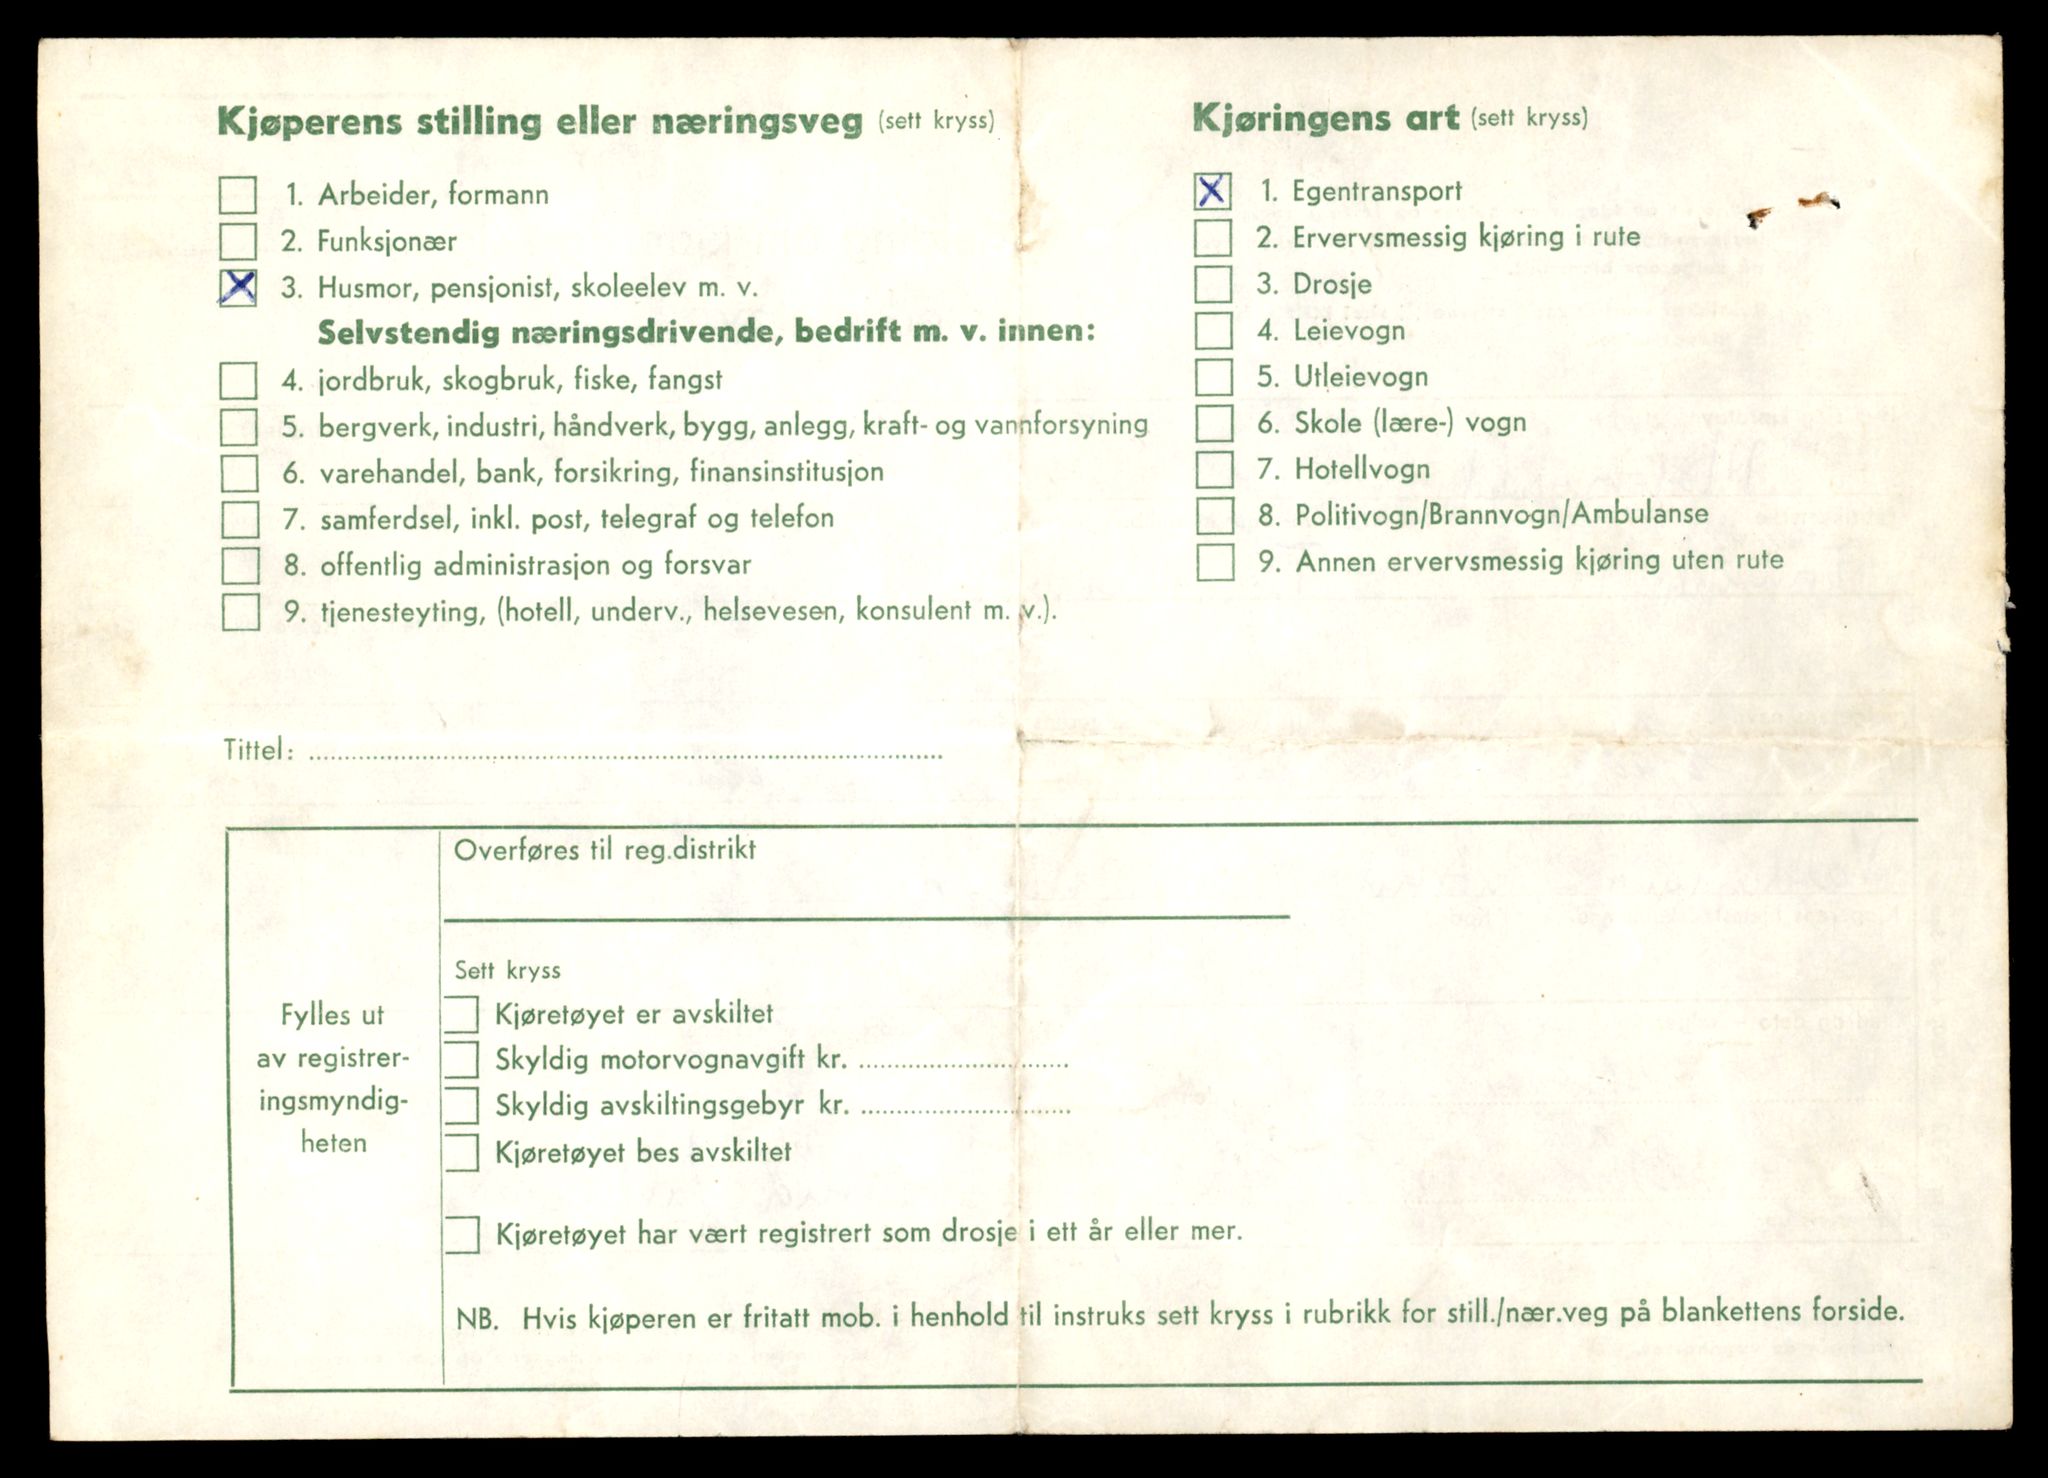 Kjøperens stilling eller næringsveg (sett kryss)
X 1. Arbeider, formann
2. Funksjonær
X 3. Husmor, pensjonist, skoleelev m. v.
Selvstendig næringsdrivende, bedrift m. v. innen:
4. jordbruk, skogbruk, fiske, fangst
5. bergverk, industri, håndverk, bygg, anlegg, kraft- og vannforsyning
6. varehandel, bank, forsikring, finansinstitusjon
7. samferdsel, inkl. post, telegraf og telefon
8. offentlig administrasjon og forsvar
9. tjenesteyting, (hotell, underv., helsevesen, konsulent m. v.).
Kjøringens art (sett kryss)
X 1. Egentransport
2. Ervervsmessig kjøring i rute
3. Drosje
4. Leievogn
5. Utleievogn
6. Skole (lære-) vogn
7. Hotellvogn
8. Politivogn/Brannvogn/Ambulanse
9. Annen ervervsmessig kjøring uten rute
Tittel:
Fylles ut
av registrer-
ingsmyndig-
heten
Overføres til reg.distrikt
Sett kryss
Kjøretøyet er avskiltet
Skyldig motorvognavgift kr.
Skyldig avskiltingsgebyr kr.
Kjøretøyet bes avskiltet
Kjøretøyet har vært registrert som drosje i ett år eller mer.
NB. Hvis kjøperen er fritatt mob. i henhold til instruks sett kryss i rubrikk for still./nær.veg på blankettens forside.